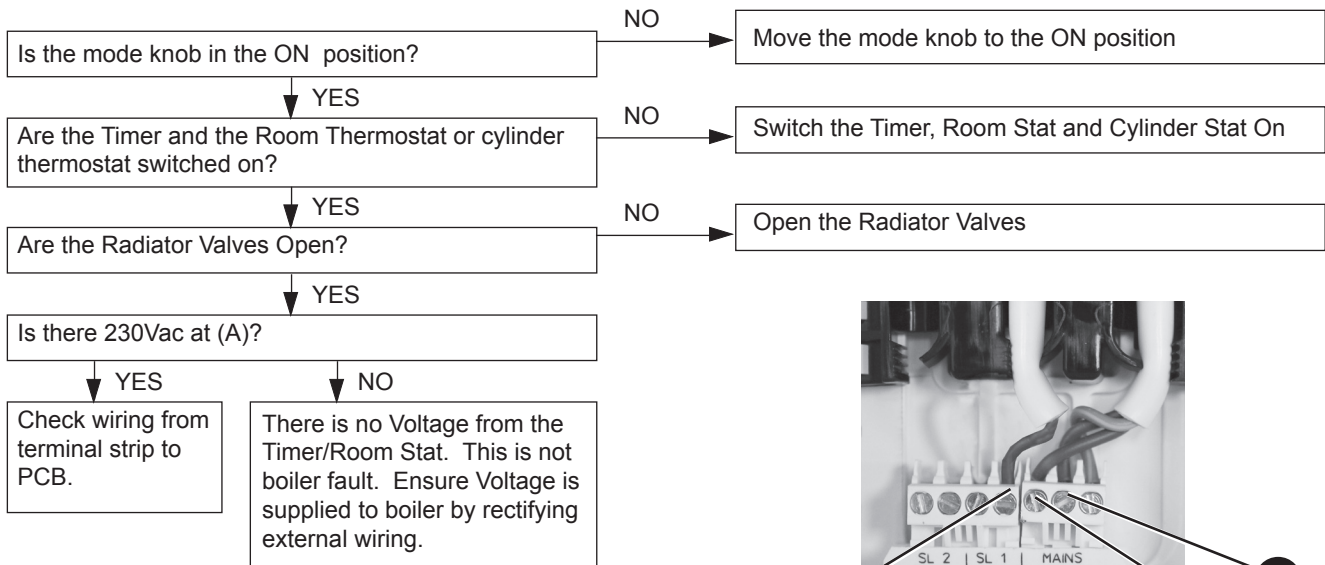 Is the mode knob in the ON position?
NO
Move the mode knob to the ON position
YES
Are the Timer and the Room Thermostat or cylinder
thermostat switched on?
NO
Switch the Timer, Room Stat and Cylinder Stat On
YES
Are the Radiator Valves Open?
NO
Open the Radiator Valves
YES
Is there 230Vac at (A)?
YES
NO
Check wiring from
terminal strip to
PCB.
There is no Voltage from the
Timer/Room Stat. This is not
boiler fault. Ensure Voltage is
supplied to boiler by rectifying
external wiring.
SL 2 | SL 1 | MAINS